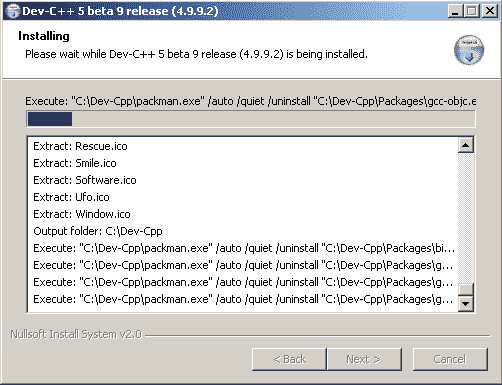 Dev-C++ 5 beta 9 release (4.9.9.2)
Installing
Please wait while Dev-C++ 5 beta 9 release (4.9.9.2) is being installed.
Execute: "C:\Dev-Cpp\packman.exe" /auto /quiet /uninstall "C:\Dev-Cpp\Packages\gcc-objc.e
Extract: Rescue.ico
Extract: Smile.ico
Extract: Software.ico
Extract: Ufo.ico
Extract: Window.ico
Output folder: C:\Dev-Cpp
Execute: "C:\Dev-Cpp\packman.exe" /auto /quiet /uninstall "C:\Dev-Cpp\Packages\bi...
Execute: "C:\Dev-Cpp\packman.exe" /auto /quiet /uninstall "C:\Dev-Cpp\Packages\g...
Execute: "C:\Dev-Cpp\packman.exe" /auto /quiet /uninstall "C:\Dev-Cpp\Packages\g...
Execute: "C:\Dev-Cpp\packman.exe" /auto /quiet /uninstall "C:\Dev-Cpp\Packages\g...
Nullsoft Install System v2.0
< Back Next > Cancel